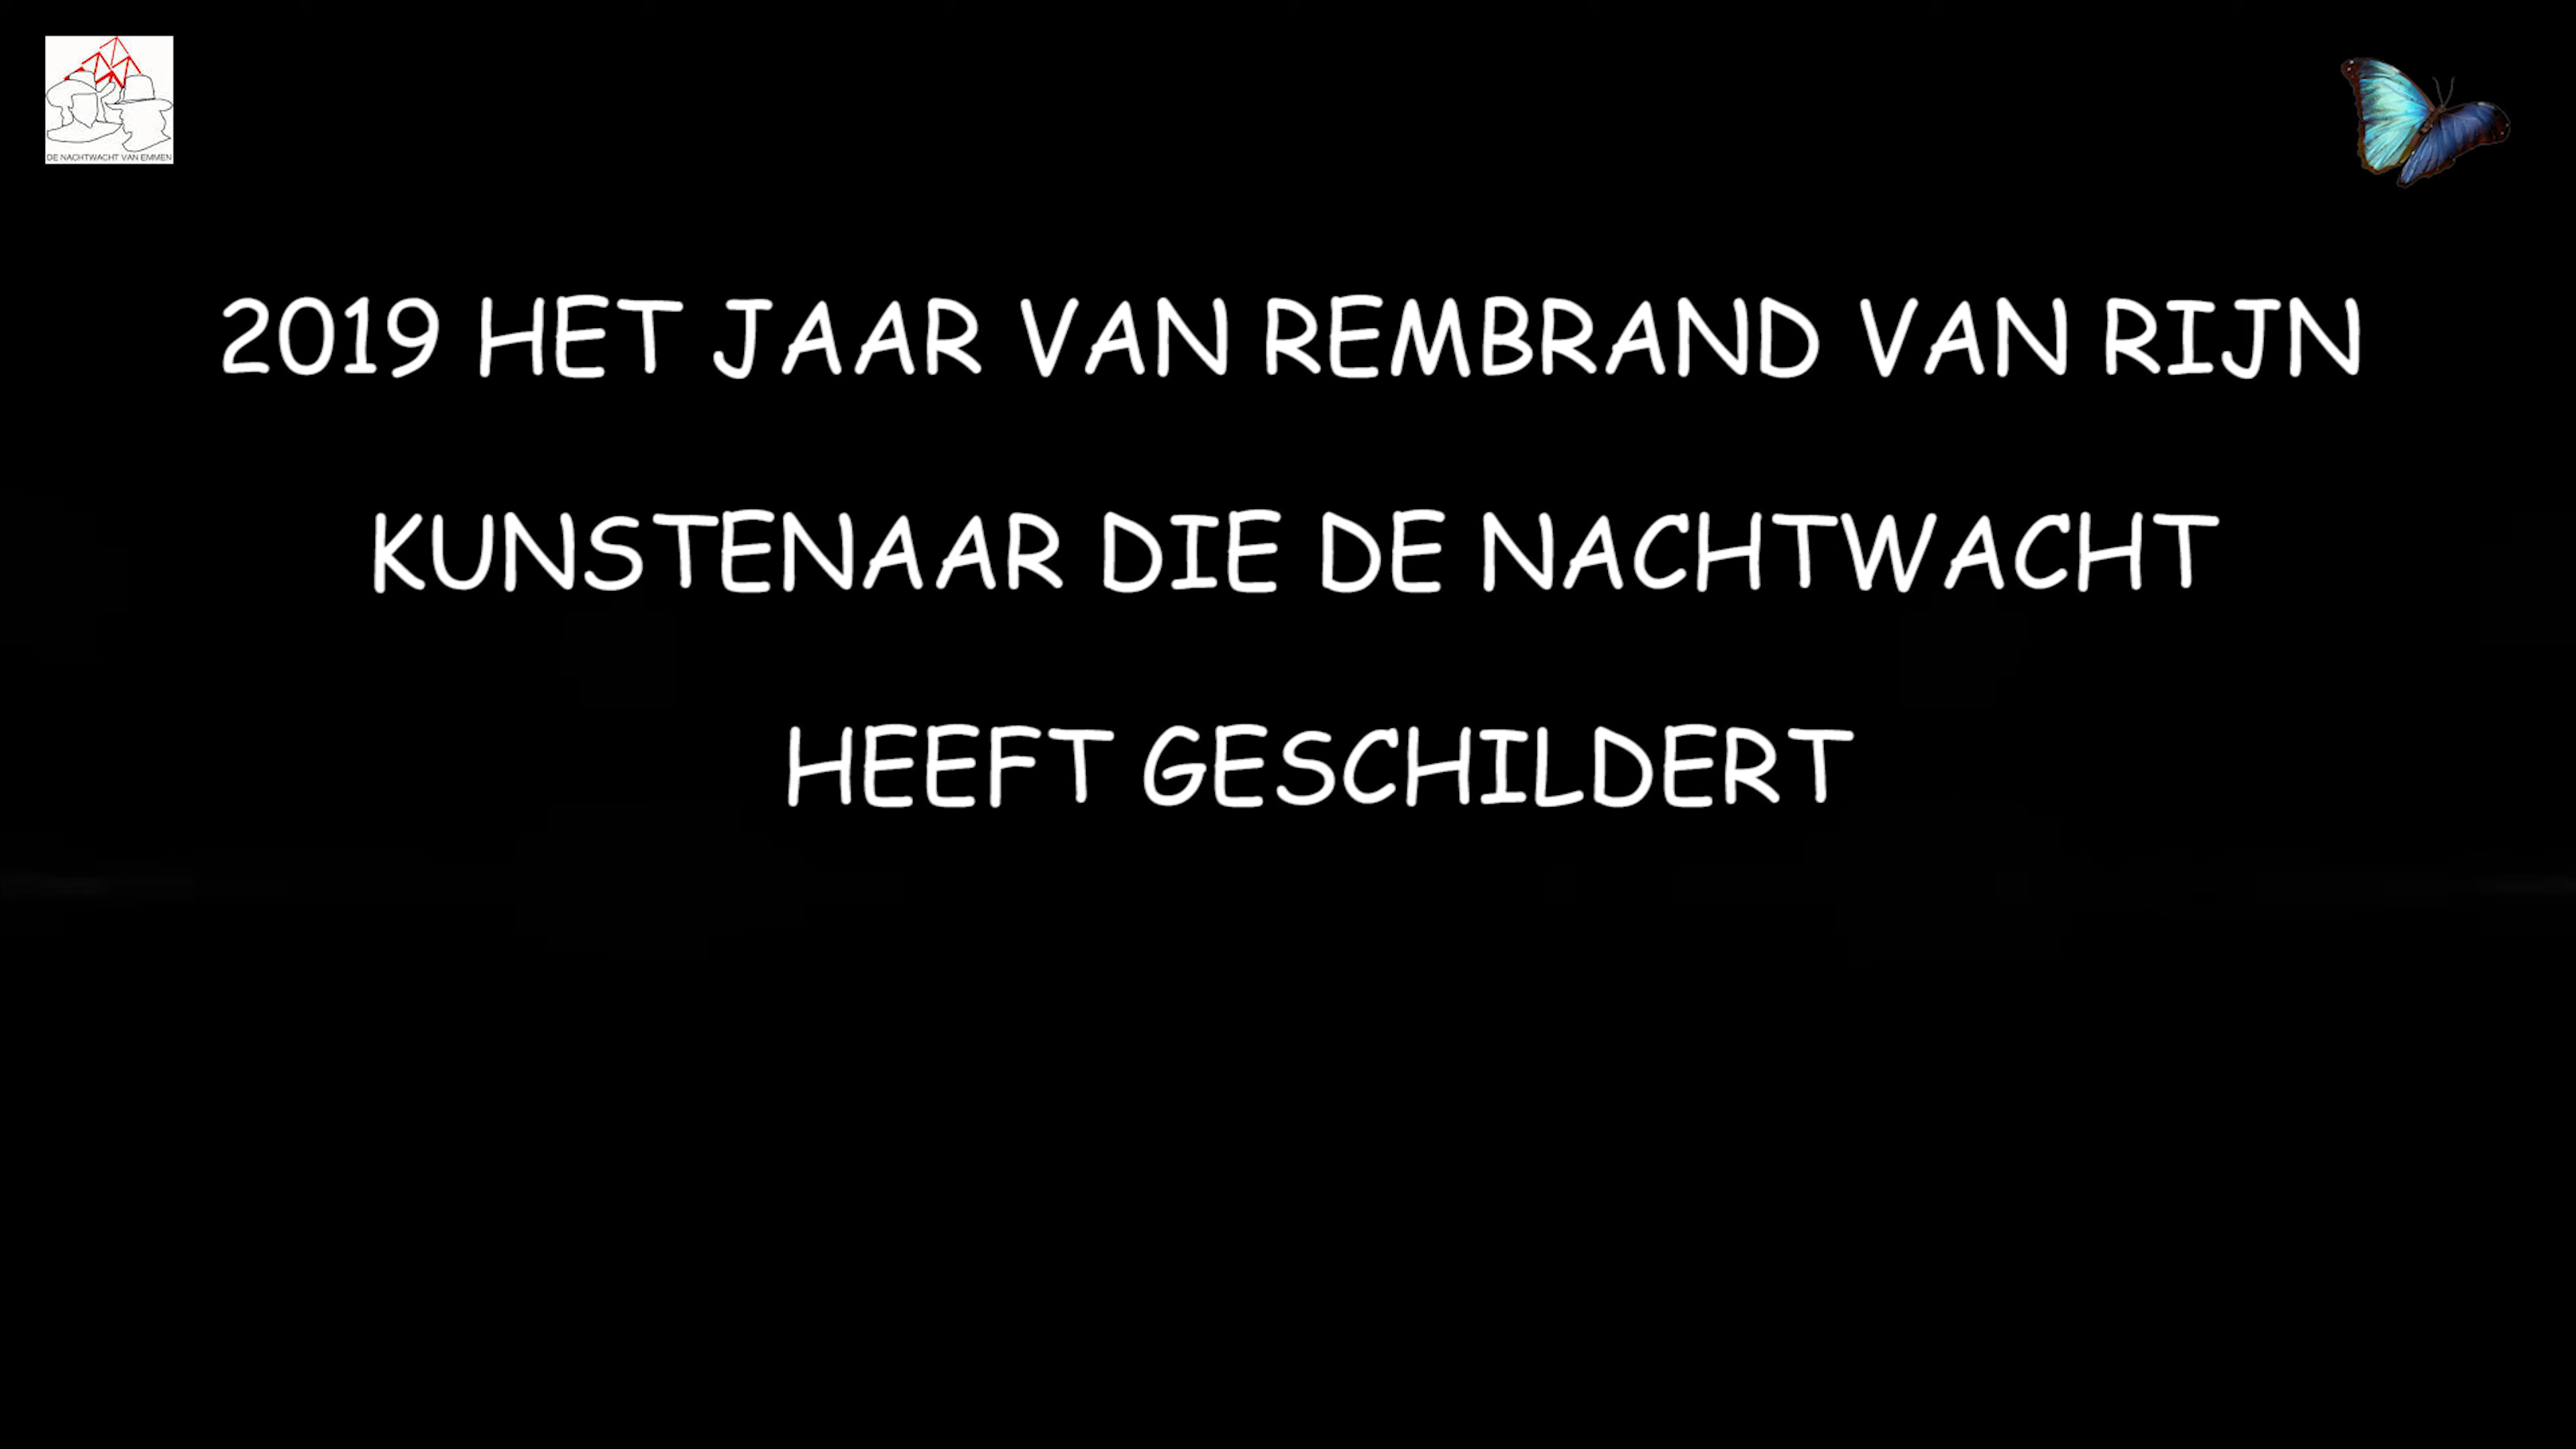 DE NACHTWACHT VAN EMMEN
2019 HET JAAR VAN REMBRAND VAN RIJN
KUNSTENAAR DIE DE NACHTWACHT
HEEFT GESCHILDERT